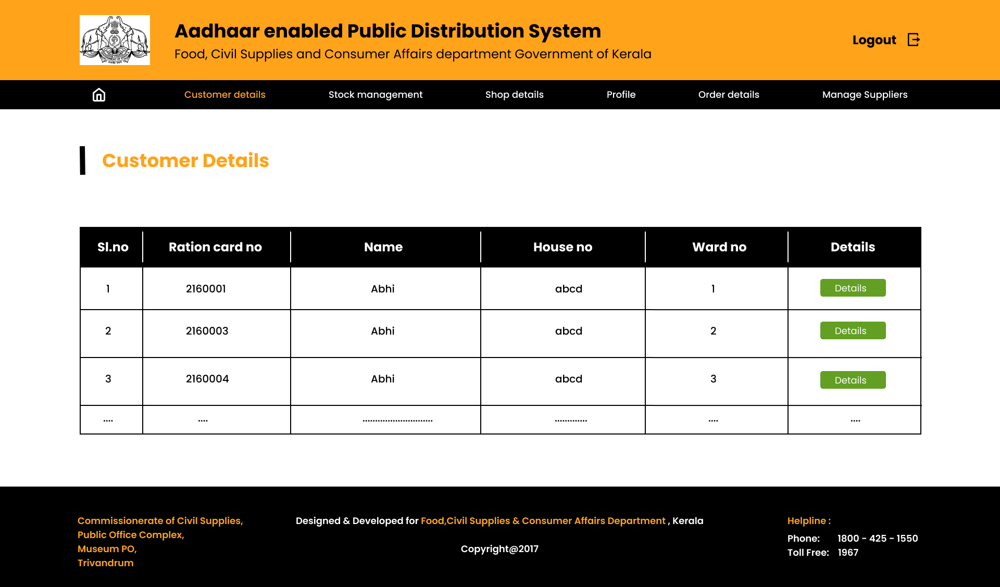 Aadhaar enabled Public Distribution System
Food, Civil Supplies and Consumer Affairs department Government of Kerala
Logout
Customer details Stock management Shop details Profile Order details Manage Suppliers
Customer Details
Sl.no Ration card no Name House no Ward no Details
1 2160001 Abhi abcd 1 Details
2 2160003 Abhi abcd 2 Details
3 2160004 Abhi abcd 3 Details
.... .... ............................ ............. .... ....
Commissionerate of Civil Supplies,
Public Office Complex,
Museum PO,
Trivandrum
Designed & Developed for Food,Civil Supplies & Consumer Affairs Department , Kerala
Copyright@2017
Helpline :
Phone: 1800 - 425 - 1550
Toll Free: 1967